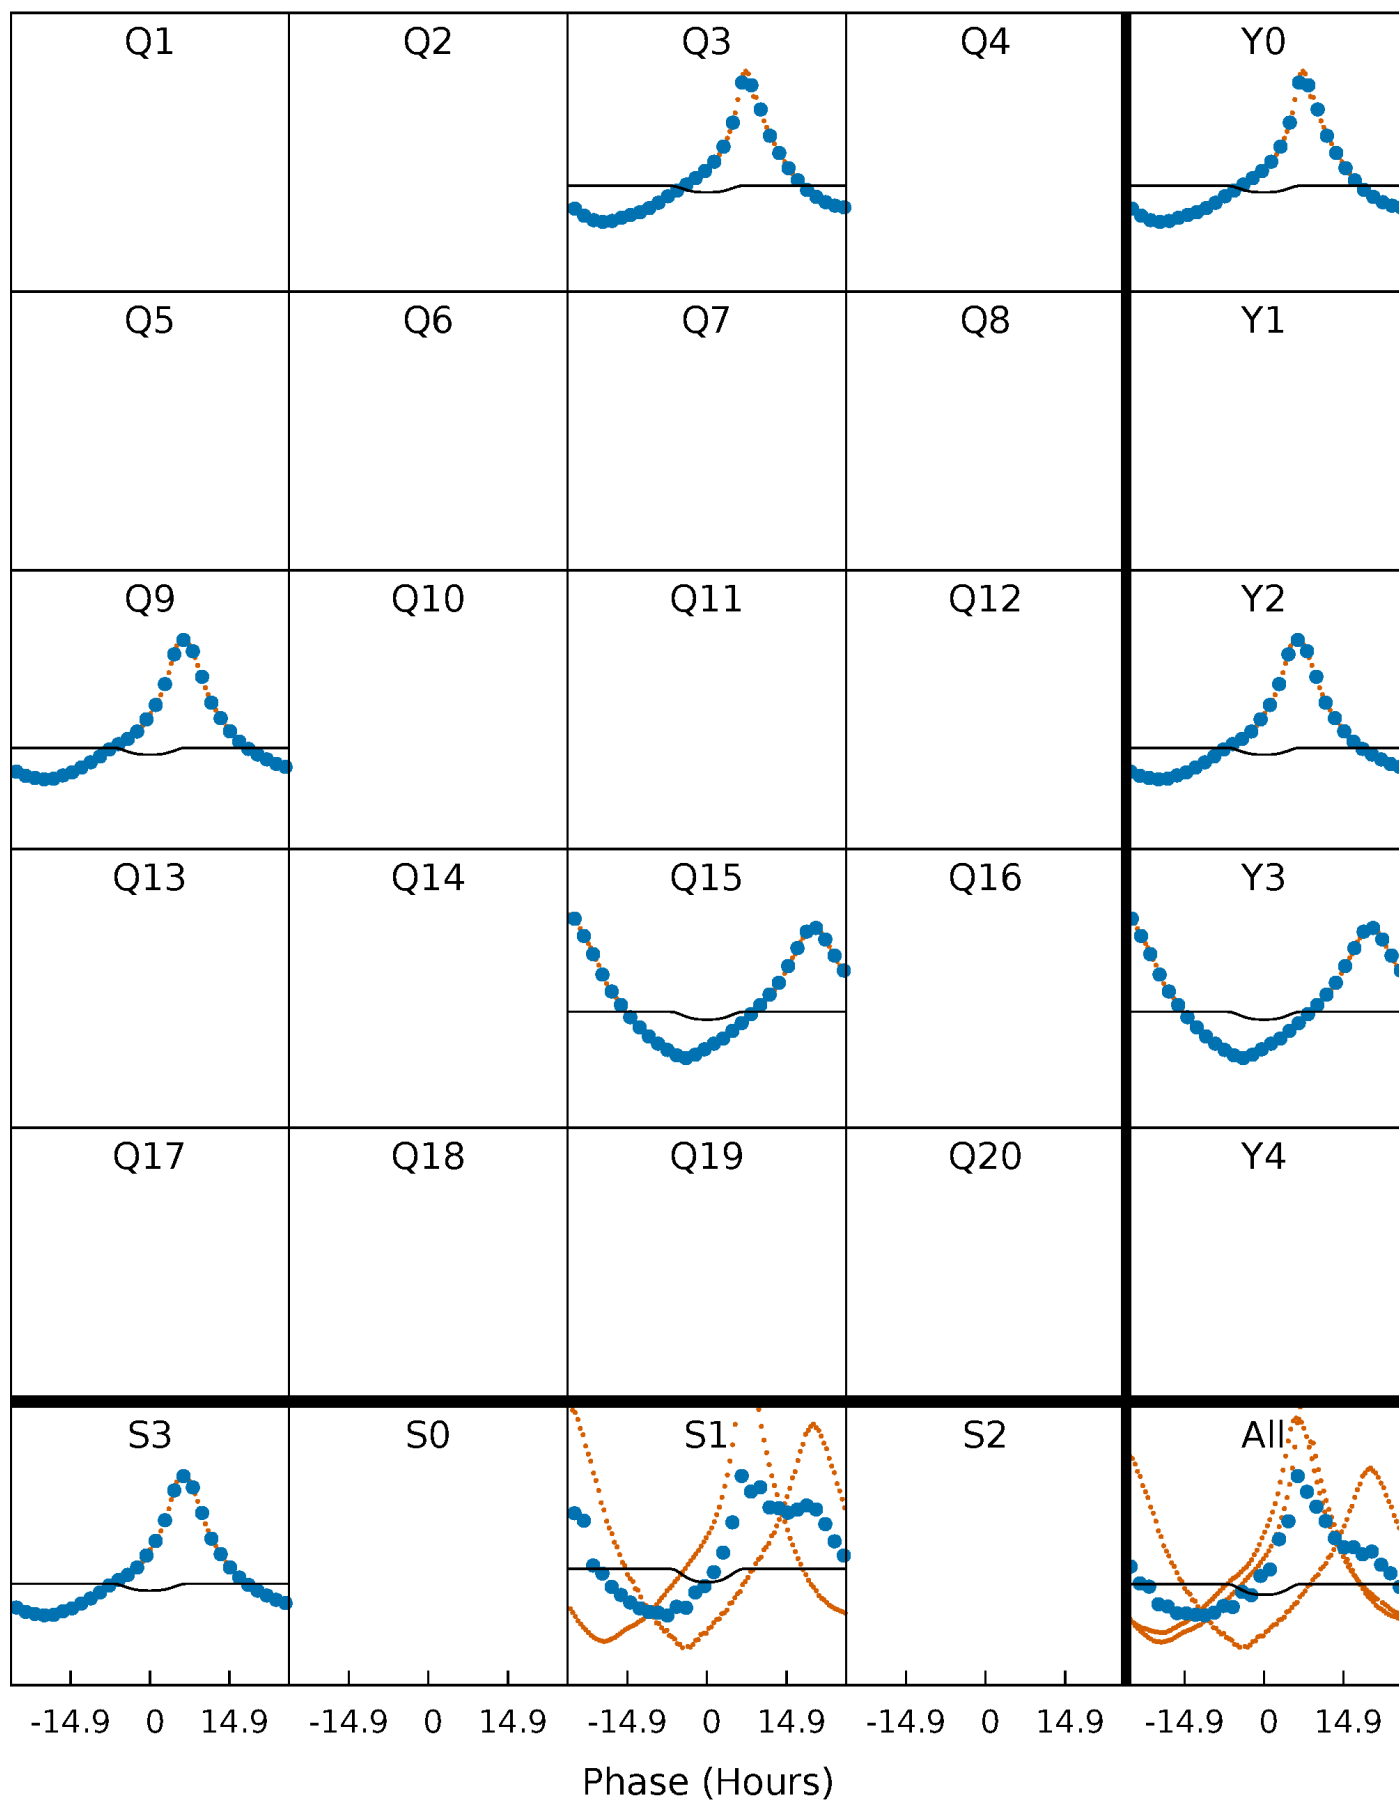 Q1 Q2 Q3 Q4 Y0
Q5 Q6 Q7 Q8 Y1
Q9 Q10 Q11 Q12 Y2
Q13 Q14 Q15 Q16 Y3
Q17 Q18 Q19 Q20 Y4
S3 S0 S1 S2 All
-14.9 0 14.9 -14.9 0 14.9 -14.9 0 14.9 -14.9 0 14.9 -14.9 0 14.9
Phase (Hours)